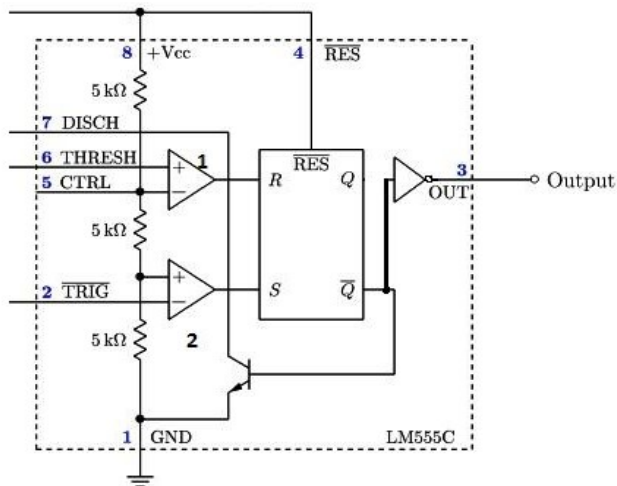 8 +Vcc 4 RES
5 kΩ
7 DISCH
6 THRESH 1 RES Q 3
5 CTRL R OUT Output
5 kΩ
2 TRIG S Q
5 kΩ 2
1 GND LM555C